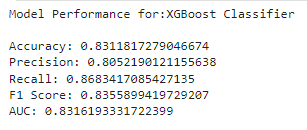 Model Performance for:XGBoost Classifier
Accuracy: 0.8311817279046674
Precision: 0.8052190121155638
Recall: 0.8683417085427135
F1 Score: 0.8355899419729207
AUC: 0.8316193331722399